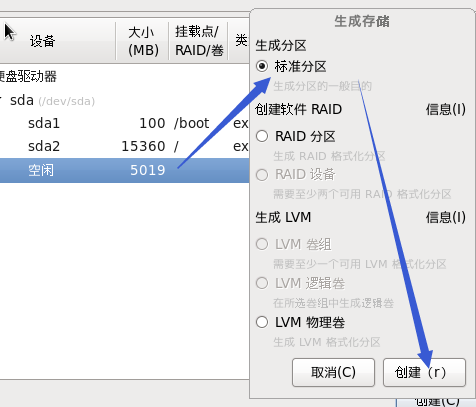 设备
大小
(MB)
挂载点/
RAID/卷
类
硬盘驱动器
sda (/dev/sda)
sda1 100 /boot ex
sda2 15360 / ex
空闲 5019
生成存储
生成分区
标准分区
生成分区的一般目的
创建软件 RAID 信息(I)
RAID 分区
生成 RAID 格式化分区
RAID 设备
需要至少两个可用 RAID 格式化分区
生成 LVM 信息(I)
LVM 卷组
需要至少一个可用 LVM 格式化分区
LVM 逻辑卷
在所选卷组中生成逻辑卷
LVM 物理卷
生成 LVM 格式化分区
取消(C) 创建（r）
创建(C)